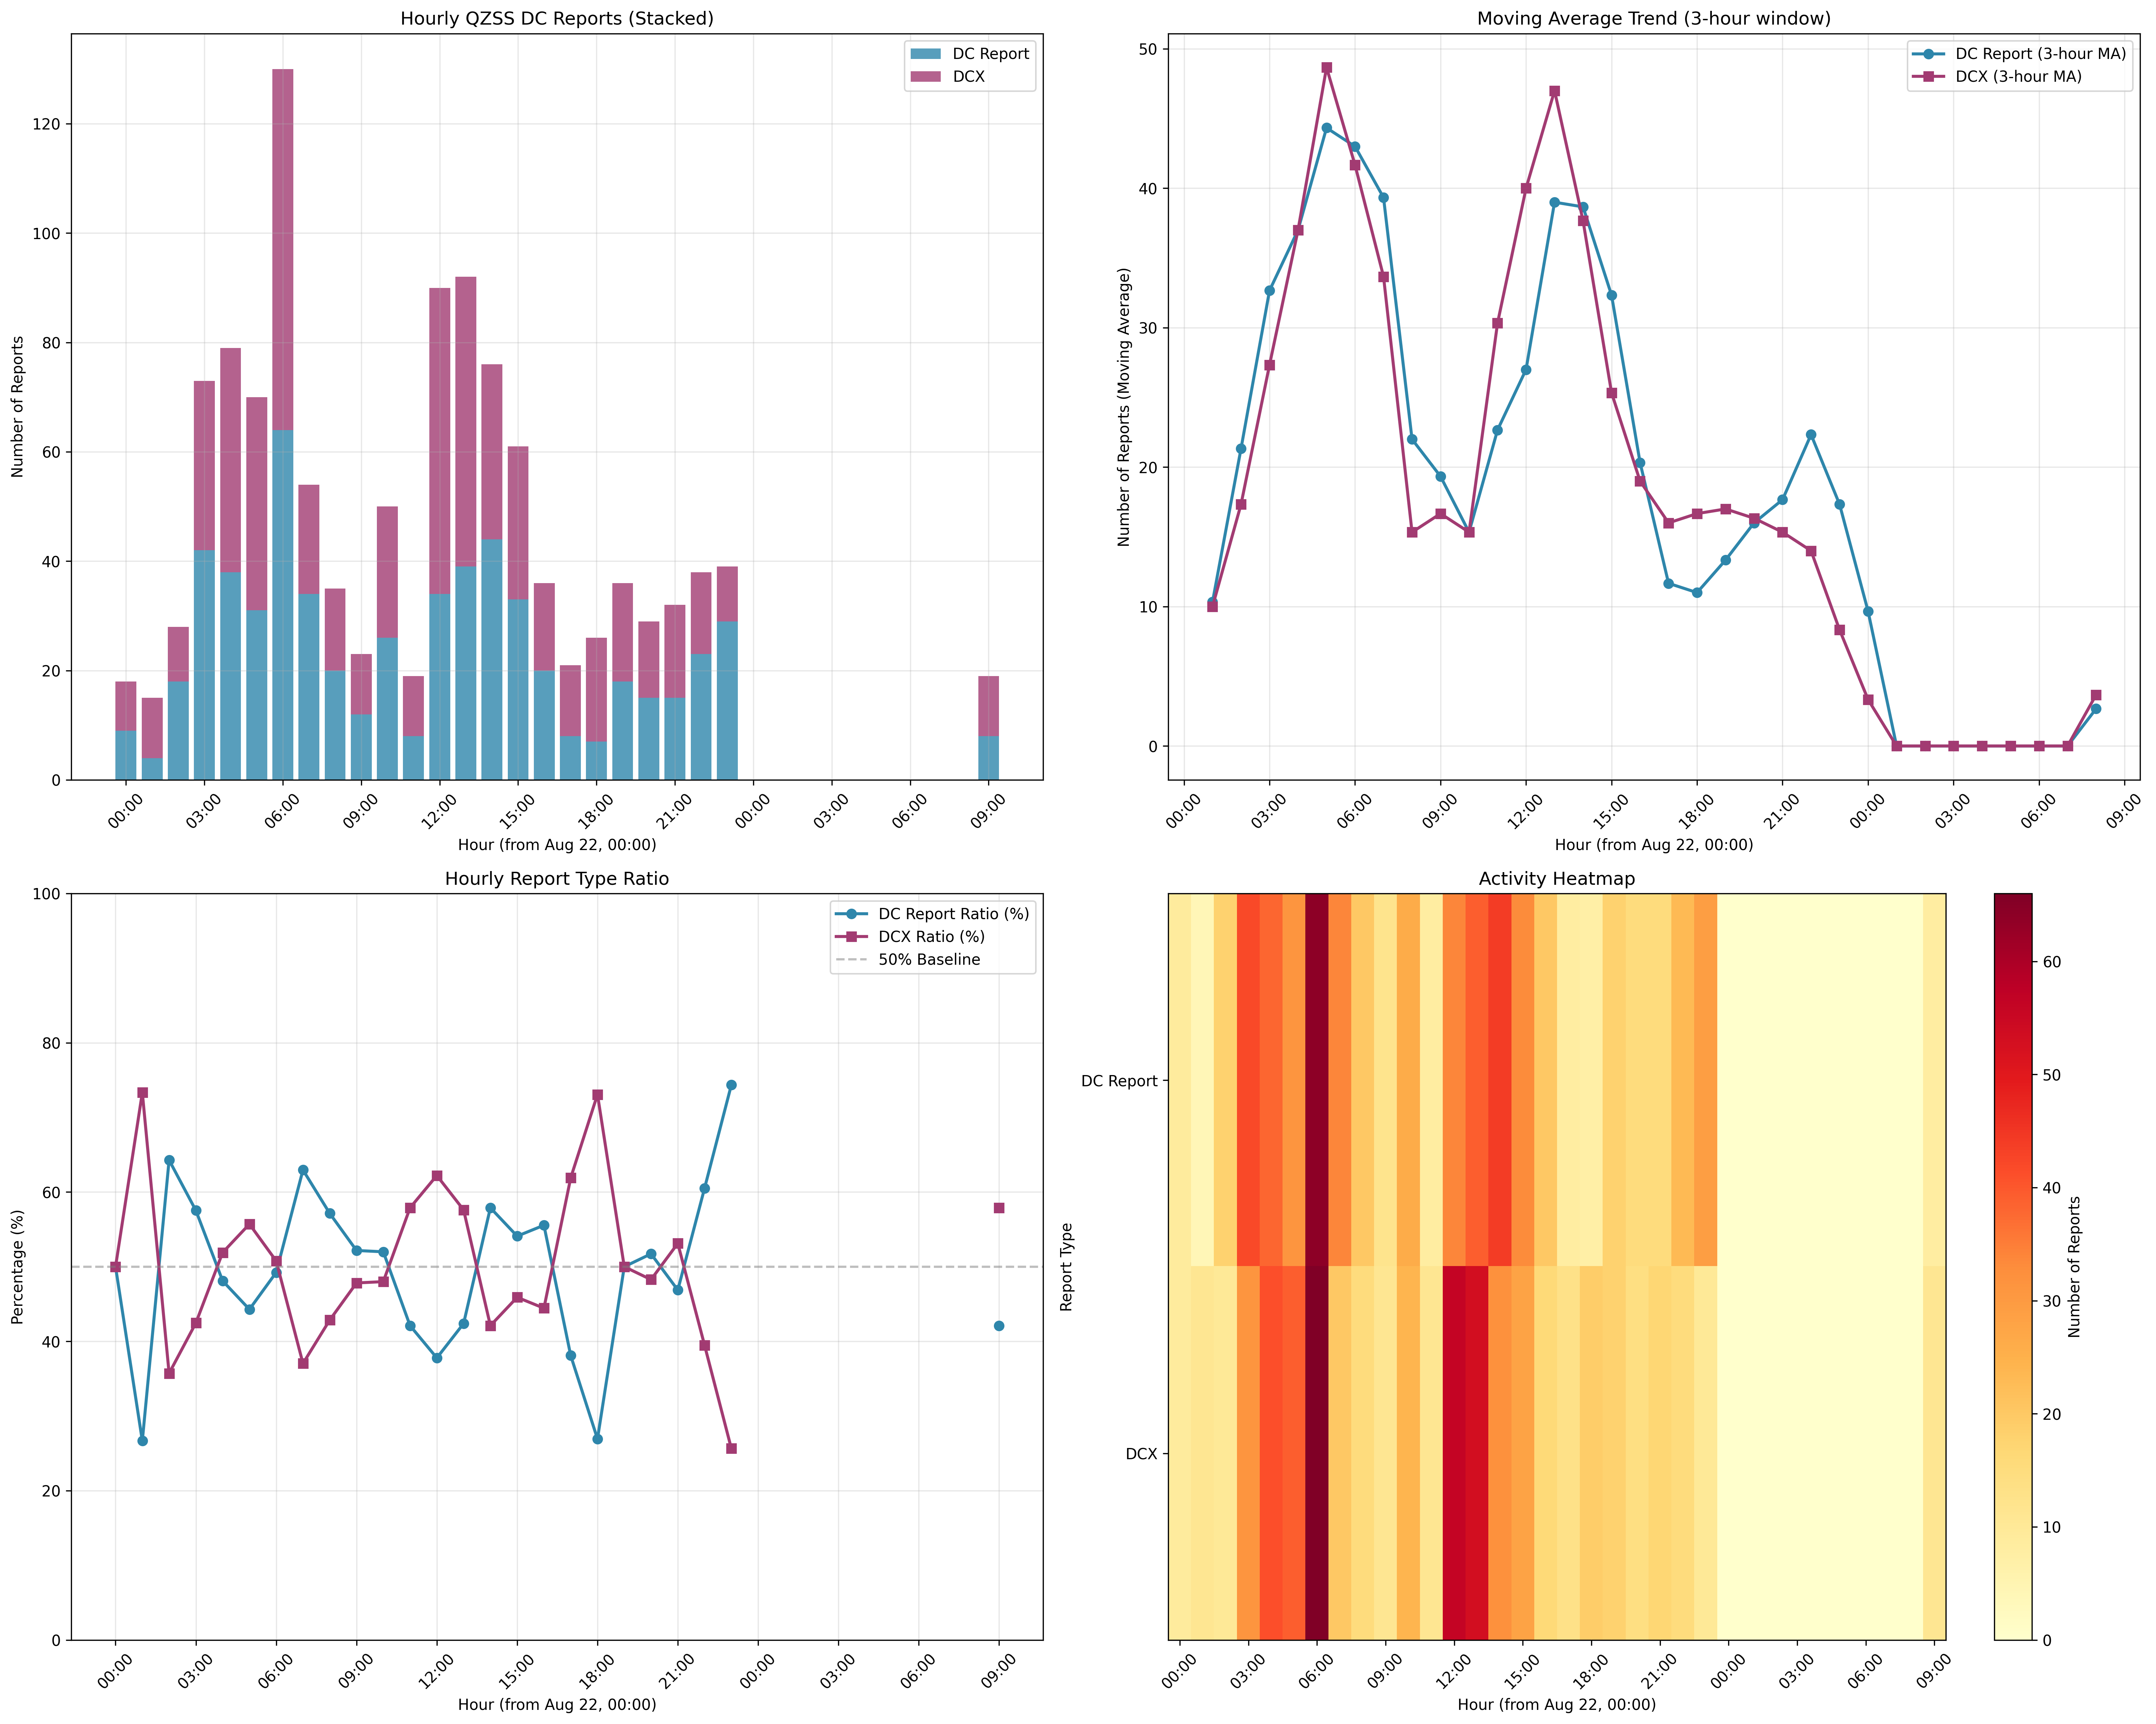 Hourly QZSS DC Reports (Stacked)
DC Report
DCX
Number of Reports
120
100
80
60
40
20
0
00:00 03:00 06:00 09:00 12:00 15:00 18:00 21:00 00:00 03:00 06:00 09:00
Hour (from Aug 22, 00:00)
Moving Average Trend (3-hour window)
DC Report (3-hour MA)
DCX (3-hour MA)
Number of Reports (Moving Average)
50
40
30
20
10
0
00:00 03:00 06:00 09:00 12:00 15:00 18:00 21:00 00:00 03:00 06:00 09:00
Hour (from Aug 22, 00:00)
Hourly Report Type Ratio
DC Report Ratio (%)
DCX Ratio (%)
50% Baseline
Percentage (%)
100
80
60
40
20
0
00:00 03:00 06:00 09:00 12:00 15:00 18:00 21:00 00:00 03:00 06:00 09:00
Hour (from Aug 22, 00:00)
Activity Heatmap
Report Type
DC Report
DCX
00:00 03:00 06:00 09:00 12:00 15:00 18:00 21:00 00:00 03:00 06:00 09:00
Hour (from Aug 22, 00:00)
60
50
40
30
20
10
0
Number of Reports